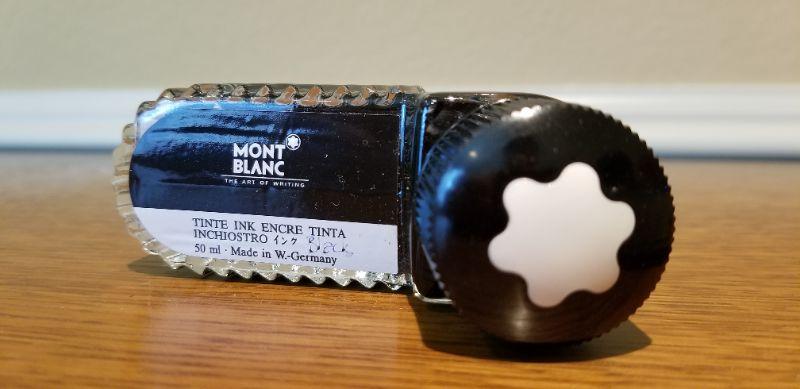 MONT
BLANC
THE ART OF WRITING
TINTE INK ENCRE TINTA
INCHIOSTRO インク Black
50 ml · Made in W.-Germany